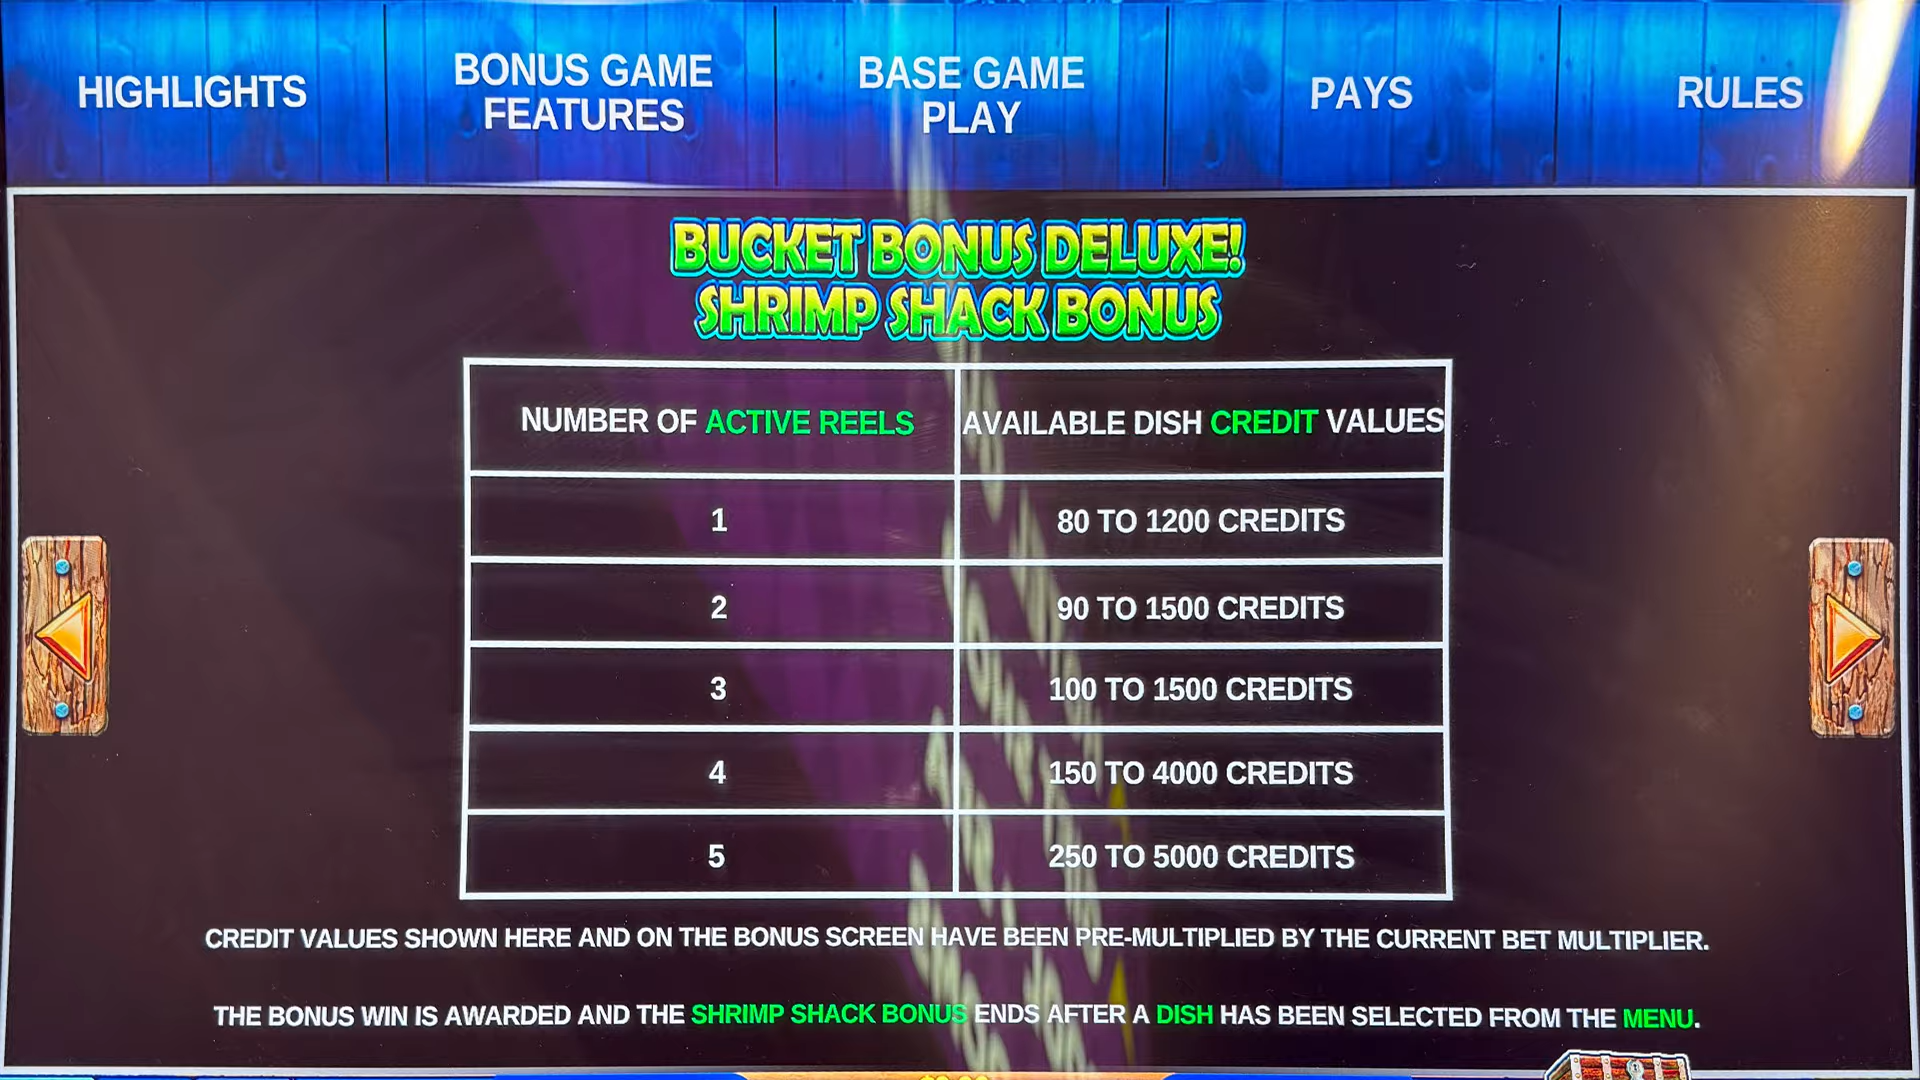 HIGHLIGHTS
BONUS GAME
FEATURES
BASE GAME
PLAY
PAYS
RULES
BUCKET BONUS DELUXE!
SHRIMP SHACK BONUS
NUMBER OF ACTIVE REELS
AVAILABLE DISH CREDIT VALUES
1
80 TO 1200 CREDITS
2
90 TO 1500 CREDITS
3
100 TO 1500 CREDITS
4
150 TO 4000 CREDITS
5
250 TO 5000 CREDITS
CREDIT VALUES SHOWN HERE AND ON THE BONUS SCREEN HAVE BEEN PRE-MULTIPLIED BY THE CURRENT BET MULTIPLIER.
THE BONUS WIN IS AWARDED AND THE SHRIMP SHACK BONUS ENDS AFTER A DISH HAS BEEN SELECTED FROM THE MENU.